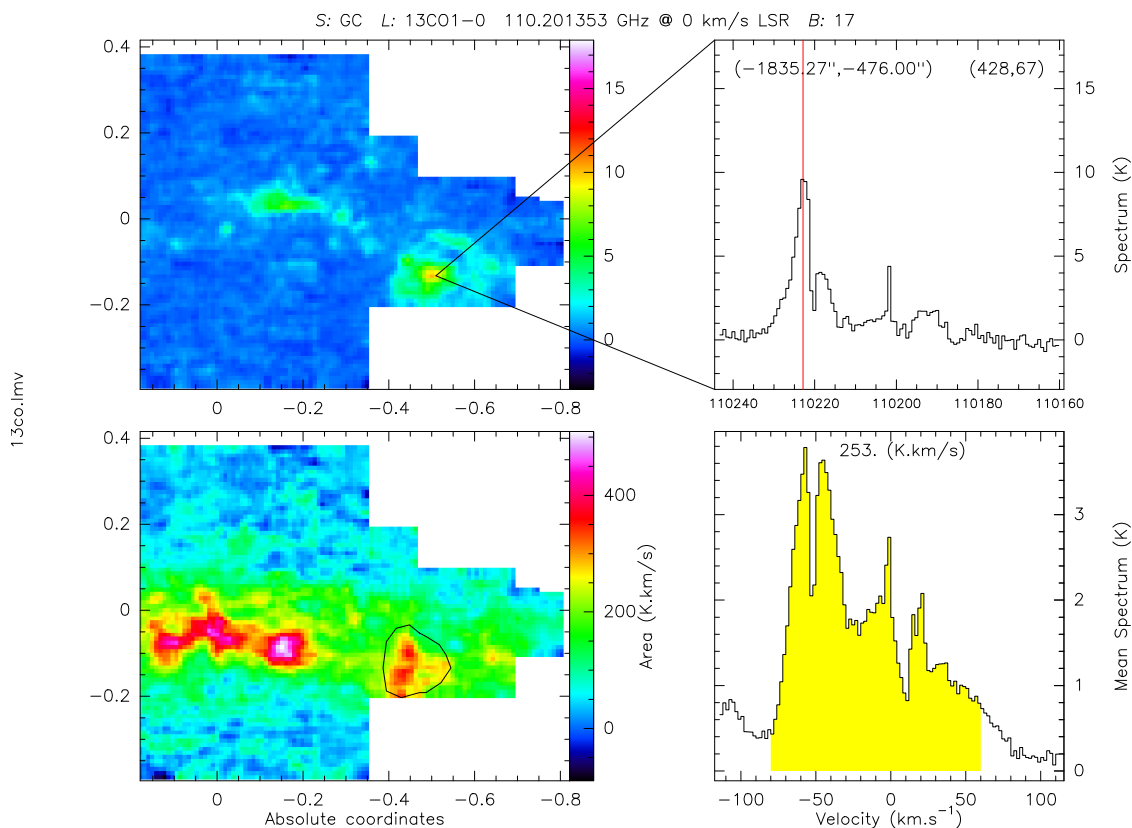 S: GC L: 13CO1−0 110.201353 GHz @ 0 km/s LSR B: 17
0.4
0.2
0
−0.2
0 −0.2 −0.4 −0.6 −0.8
15
10
5
0
(−1835.27",−476.00") (428,67)
15
10
5
0
Spectrum (K)
110240 110220 110200 110180 110160
13co.lmv
0.4
0.2
0
−0.2
0 −0.2 −0.4 −0.6 −0.8
Absolute coordinates
400
200
0
Area (K.km/s)
253. (K.km/s)
3
2
1
0
Mean Spectrum (K)
−100 −50 0 50 100
Velocity (km.s⁻¹)